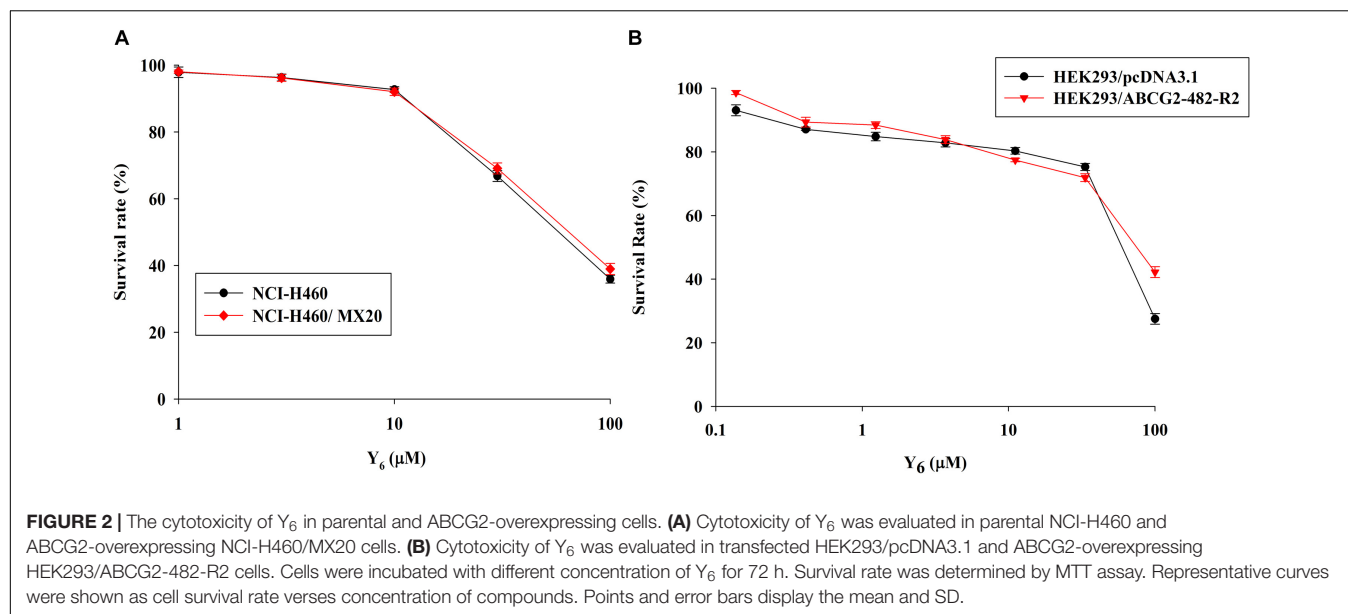 A
100
80
60
40
20
0
Survival rate (%)
NCI-H460
NCI-H460/ MX20
1
10
100
Y6 (μM)
B
HEK293/pcDNA3.1
HEK293/ABCG2-482-R2
100
80
60
40
20
0
Survival Rate (%)
0.1
1
10
100
Y6 (μM)
FIGURE 2 | The cytotoxicity of Y6 in parental and ABCG2-overexpressing cells. (A) Cytotoxicity of Y6 was evaluated in parental NCI-H460 and
ABCG2-overexpressing NCI-H460/MX20 cells. (B) Cytotoxicity of Y6 was evaluated in transfected HEK293/pcDNA3.1 and ABCG2-overexpressing
HEK293/ABCG2-482-R2 cells. Cells were incubated with different concentration of Y6 for 72 h. Survival rate was determined by MTT assay. Representative curves
were shown as cell survival rate verses concentration of compounds. Points and error bars display the mean and SD.